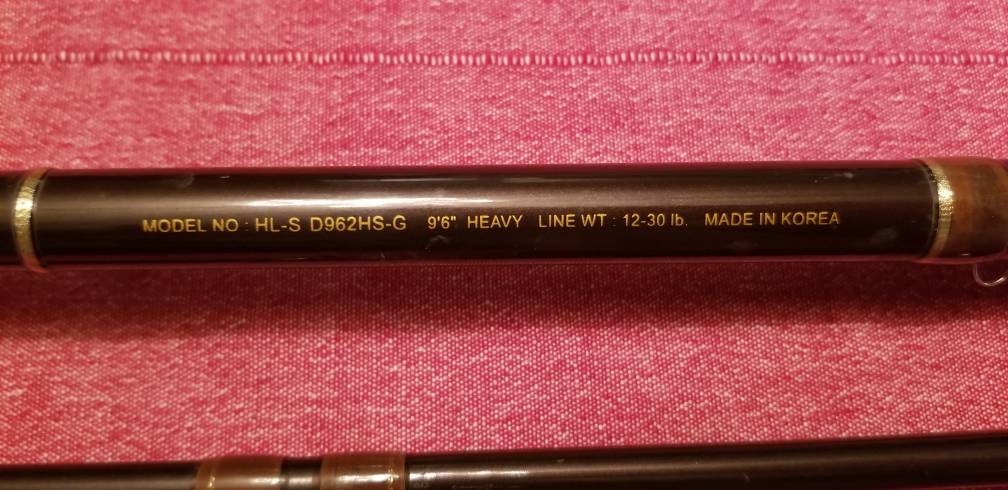 MODEL NO : HL-S D962HS-G 9'6" HEAVY LINE WT : 12-30 lb. MADE IN KOREA